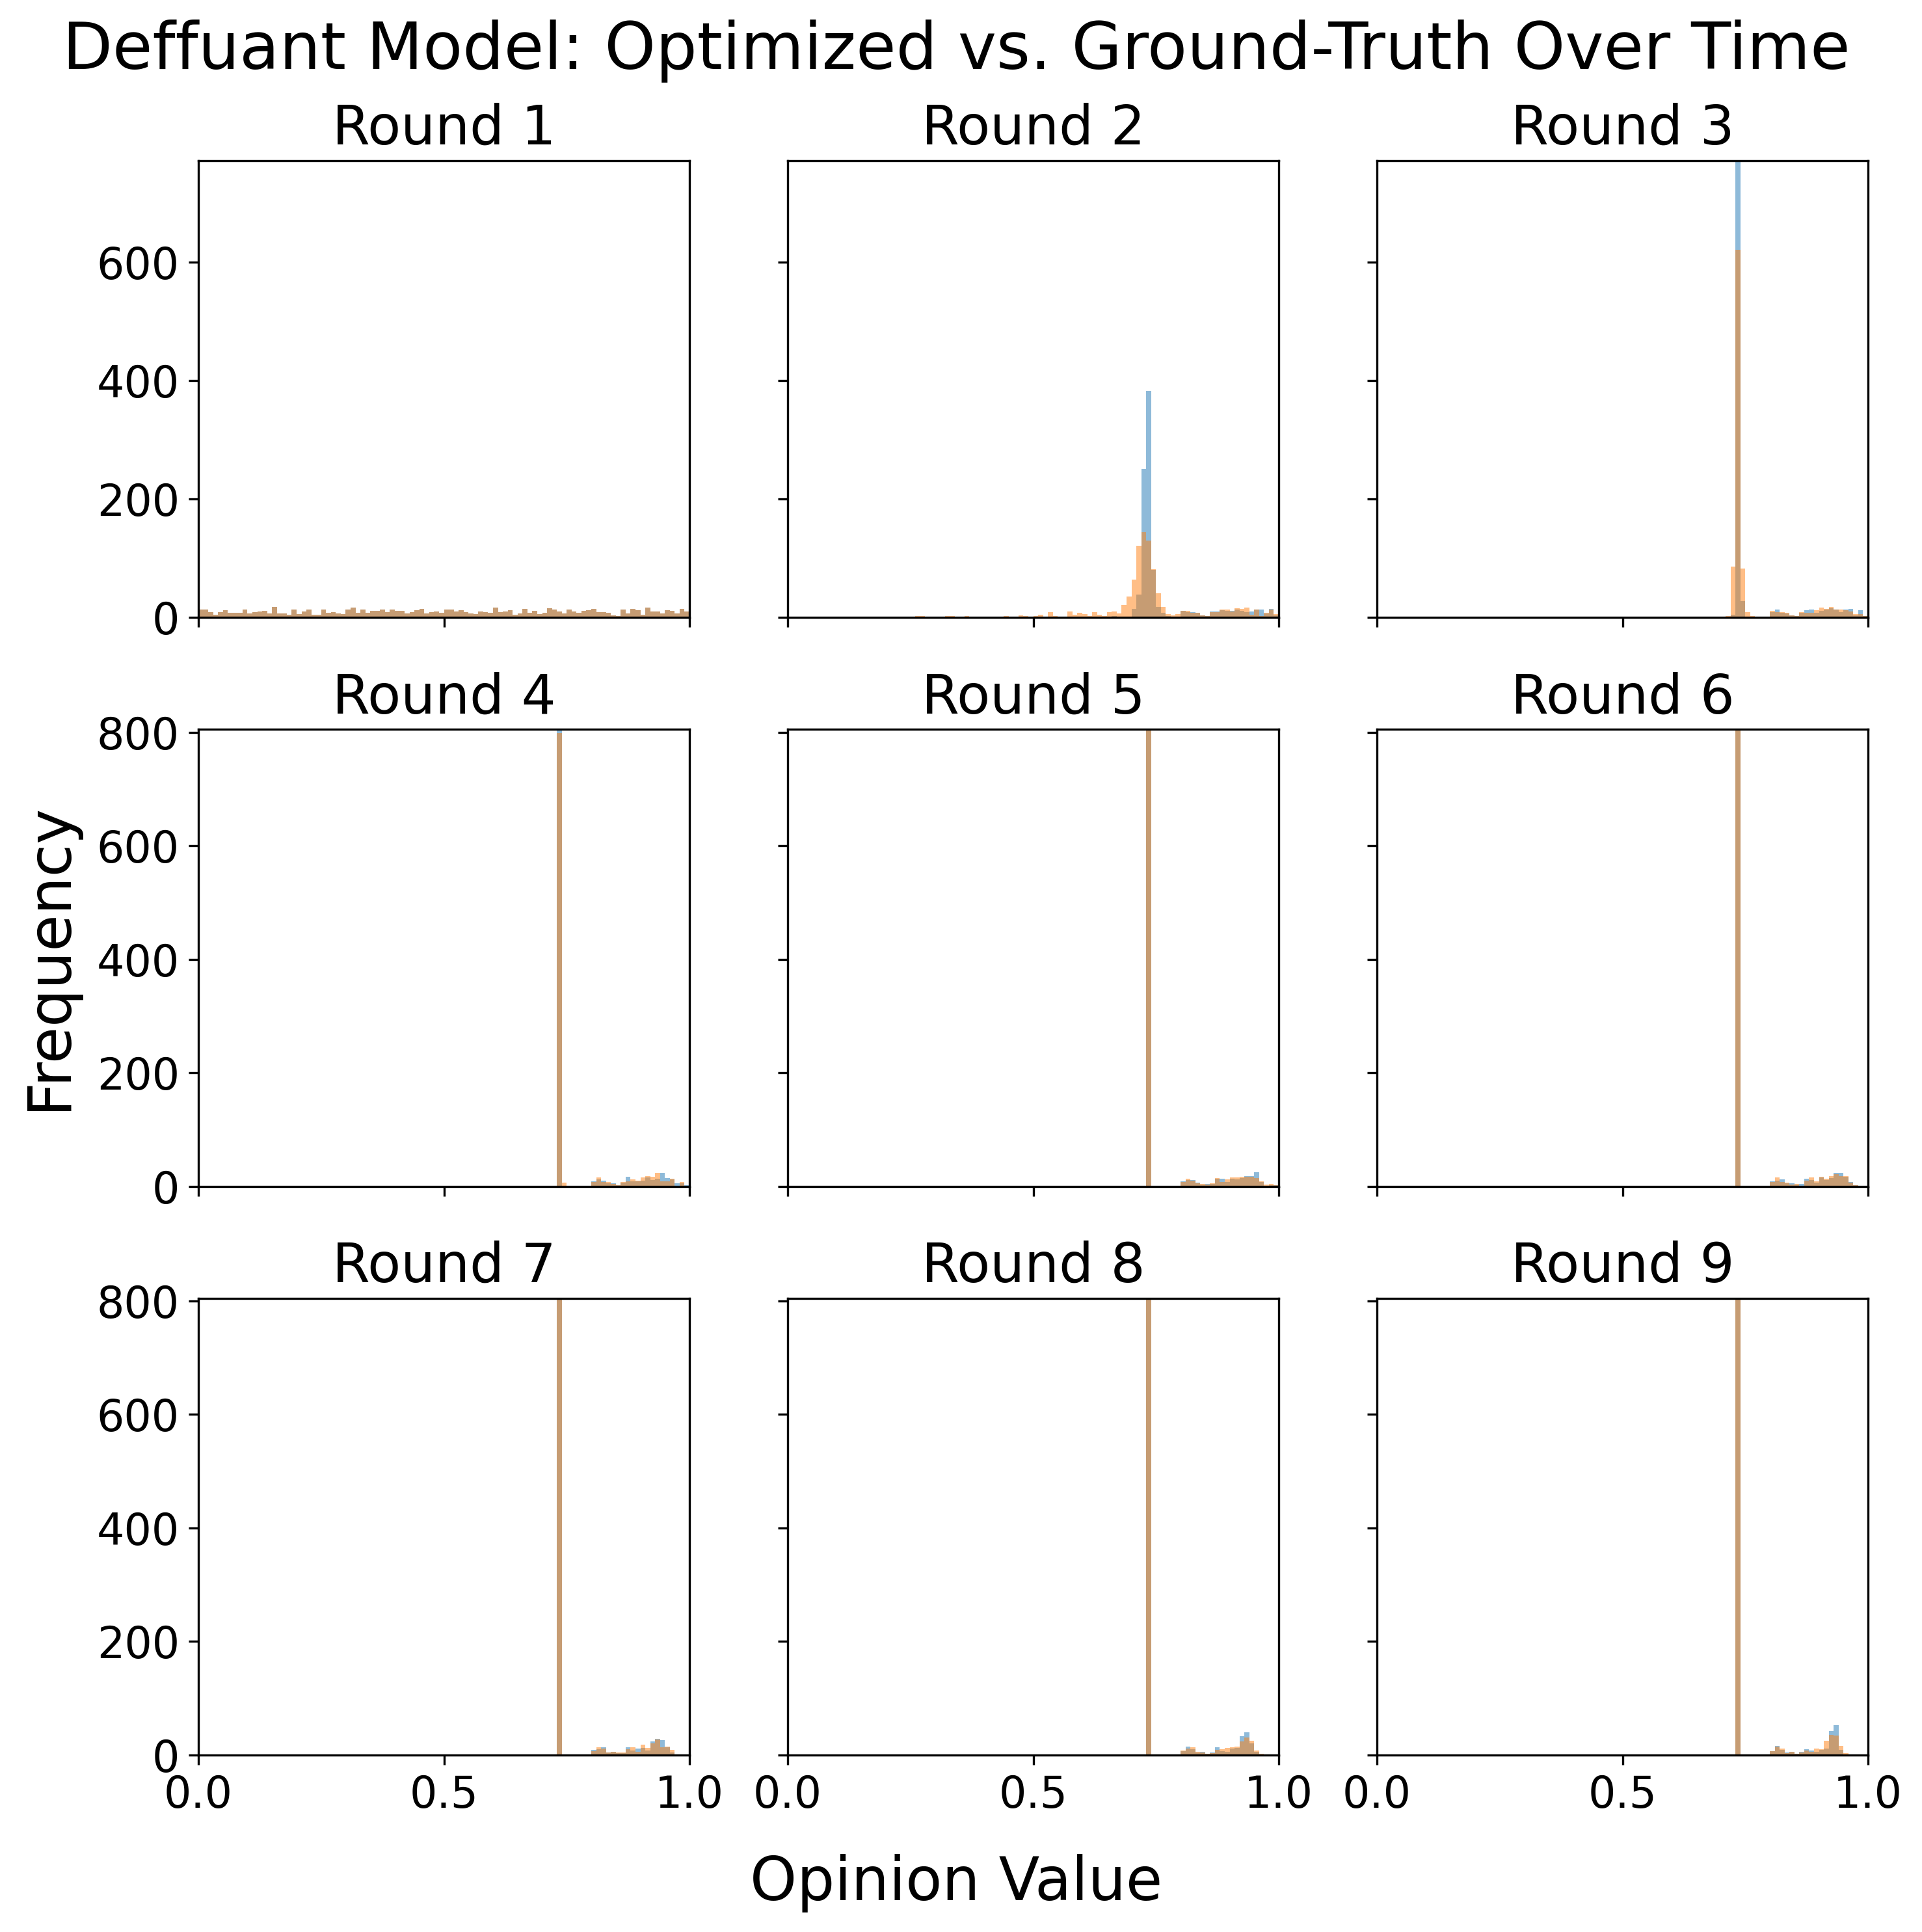 Deffuant Model: Optimized vs. Ground-Truth Over Time
Round 1
Round 2
Round 3
600
400
200
0
Round 4
Round 5
Round 6
800
600
400
200
0
Frequency
Round 7
Round 8
Round 9
800
600
400
200
0
0.0 0.5 1.0
0.0 0.5 1.0
0.0 0.5 1.0
Opinion Value